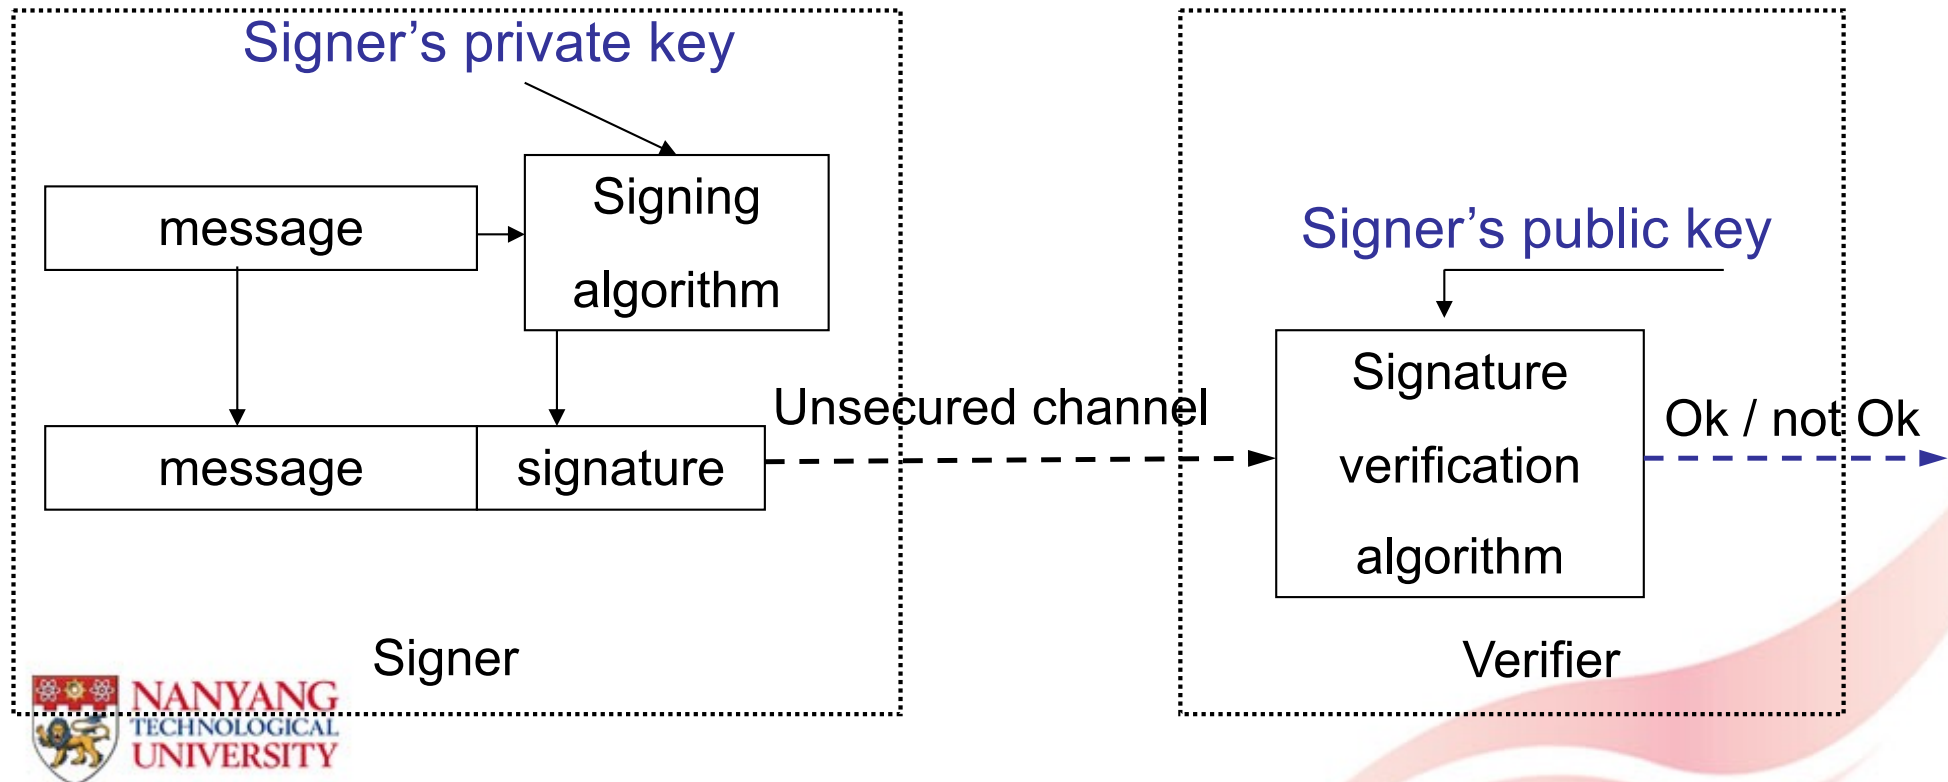 Signer’s private key
message
Signing
algorithm
message
signature
Signer
Unsecured channel
Signer’s public key
Signature
verification
algorithm
Verifier
Ok / not Ok
NANYANG
TECHNOLOGICAL
UNIVERSITY